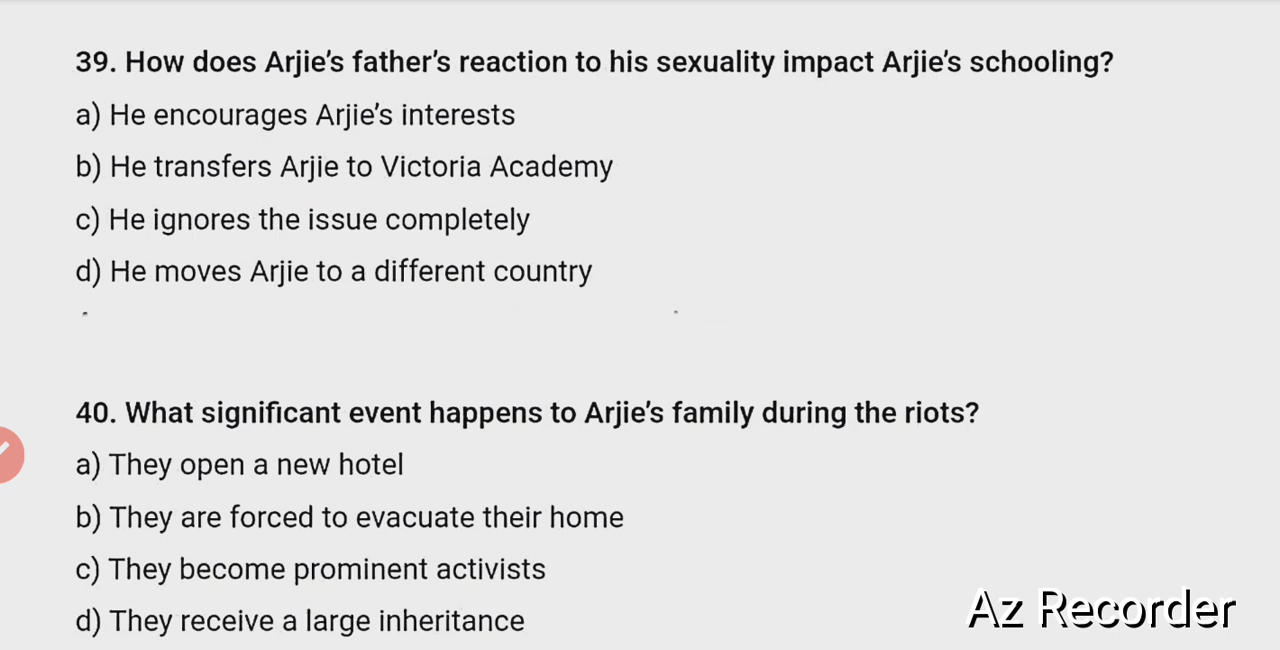 39. How does Arjie’s father’s reaction to his sexuality impact Arjie’s schooling?
a) He encourages Arjie’s interests
b) He transfers Arjie to Victoria Academy
c) He ignores the issue completely
d) He moves Arjie to a different country
40. What significant event happens to Arjie’s family during the riots?
a) They open a new hotel
b) They are forced to evacuate their home
c) They become prominent activists
d) They receive a large inheritance
Az Recorder